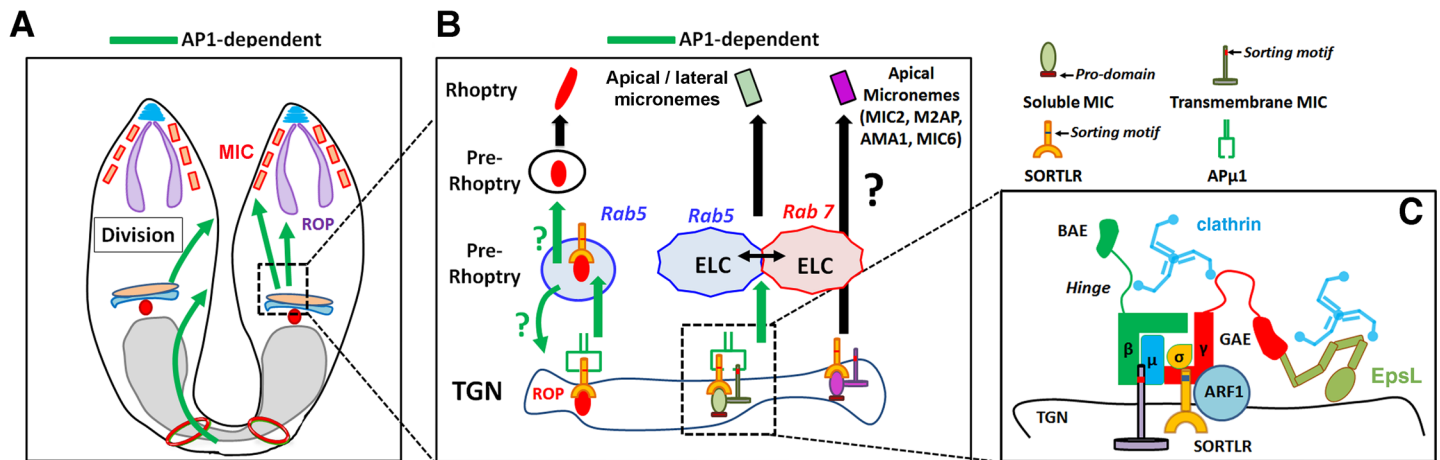 A
AP1-dependent
MIC
ROP
Division
B
AP1-dependent
Rhoptry
Apical / lateral
micronemes
Apical
Micronemes
(MIC2, M2AP,
AMA1, MIC6)
Pre-
Rhoptry
?
Rab5
Rab5
Rab 7
?
Pre-
Rhoptry
ELC
ELC
?
TGN
ROP
Sorting motif
Pro-domain
Soluble MIC
Transmembrane MIC
Sorting motif
SORTLR
APμ1
C
BAE
clathrin
Hinge
β
μ
σ
γ
GAE
EpsL
ARF1
TGN
SORTLR